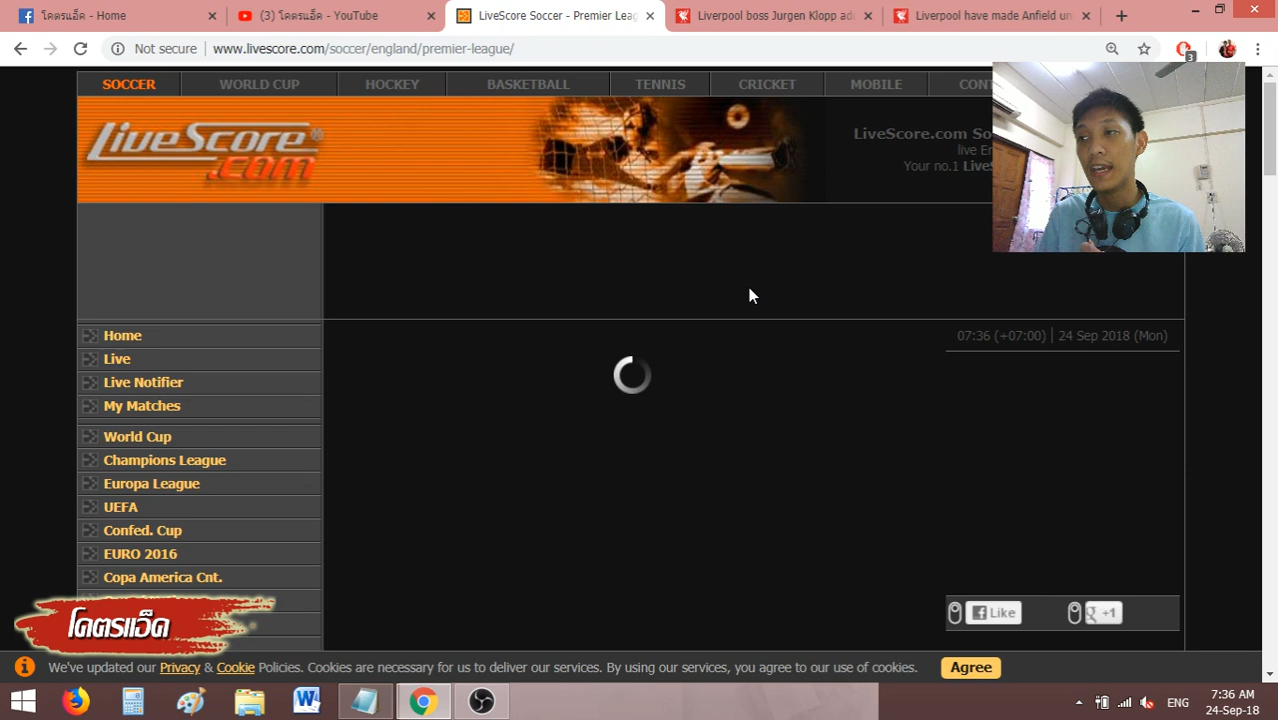 โคตรแอ็ด - Home
(3) โคตรแอ็ด - YouTube
LiveScore Soccer - Premier Leag
Liverpool boss Jurgen Klopp ad
Liverpool have made Anfield un
Not secure
www.livescore.com/soccer/england/premier-league/
3
SOCCER
WORLD CUP
HOCKEY
BASKETBALL
TENNIS
CRICKET
MOBILE
CONT
LiveScore
.com
LiveScore.com So
live En
Your no.1 LiveS
Home
07:36 (+07:00) | 24 Sep 2018 (Mon)
Live
Live Notifier
My Matches
World Cup
Champions League
Europa League
UEFA
Confed. Cup
EURO 2016
Copa America Cnt.
Like
+1
โคตรแอ็ด
We've updated our Privacy & Cookie Policies. Cookies are necessary for us to deliver our services. By using our services, you agree to our use of cookies.
Agree
ENG
7:36 AM
24-Sep-18